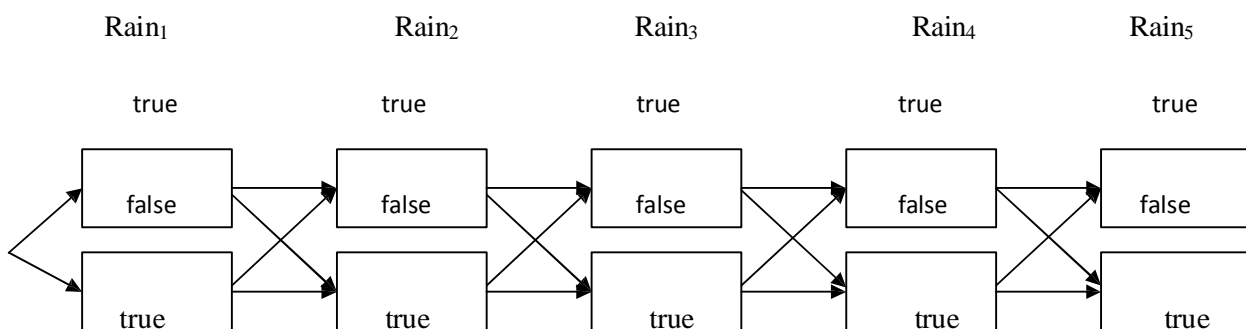 Rain₁ Rain₂ Rain₃ Rain₄ Rain₅
true true true true true
false false false false false
true true true true true